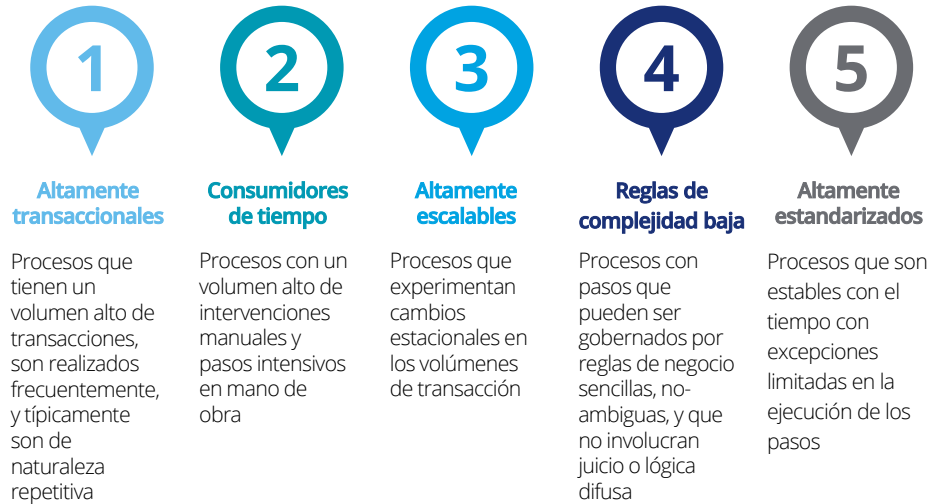 1
Altamente
transaccionales
Procesos que
tienen un
volumen alto de
transacciones,
son realizados
frecuentemente,
y típicamente
son de
naturaleza
repetitiva
2
Consumidores
de tiempo
Procesos con un
volumen alto de
intervenciones
manuales y
pasos intensivos
en mano de
obra
3
Altamente
escalables
Procesos que
experimentan
cambios
estacionales en
los volúmenes
de transacción
4
Reglas de
complejidad baja
Procesos con
pasos que
pueden ser
gobernados por
reglas de negocio
sencillas, no-
ambiguas, y que
no involucran
juicio o lógica
difusa
5
Altamente
estandarizados
Procesos que son
estables con el
tiempo con
excepciones
limitadas en la
ejecución de los
pasos